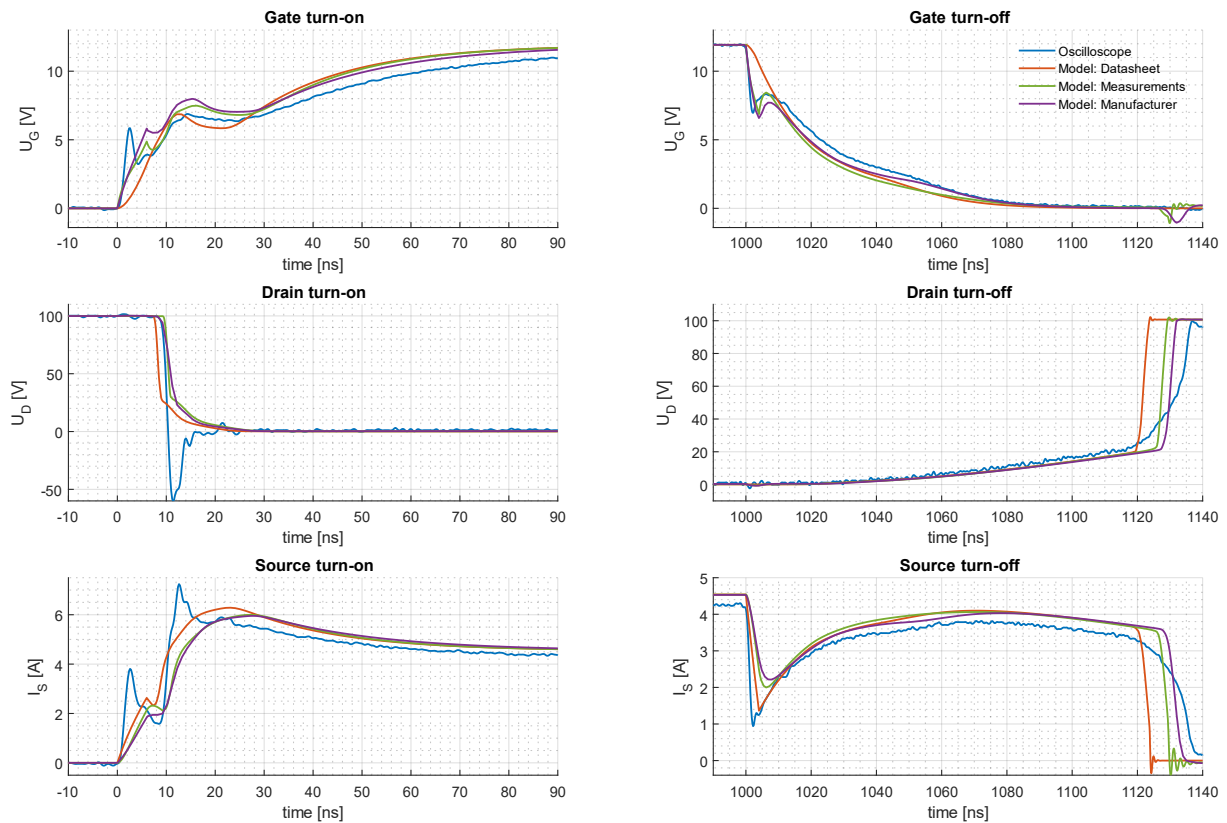 Gate turn-on
U_G [V]
10
5
0
-10 0 10 20 30 40 50 60 70 80 90
time [ns]
Gate turn-off
U_G [V]
10
5
0
1000 1020 1040 1060 1080 1100 1120 1140
time [ns]
Oscilloscope
Model: Datasheet
Model: Measurements
Model: Manufacturer
Drain turn-on
U_D [V]
100
50
0
-50
-10 0 10 20 30 40 50 60 70 80 90
time [ns]
Drain turn-off
U_D [V]
100
80
60
40
20
0
1000 1020 1040 1060 1080 1100 1120 1140
time [ns]
Source turn-on
I_S [A]
6
4
2
0
-10 0 10 20 30 40 50 60 70 80 90
time [ns]
Source turn-off
I_S [A]
5
4
3
2
1
0
1000 1020 1040 1060 1080 1100 1120 1140
time [ns]